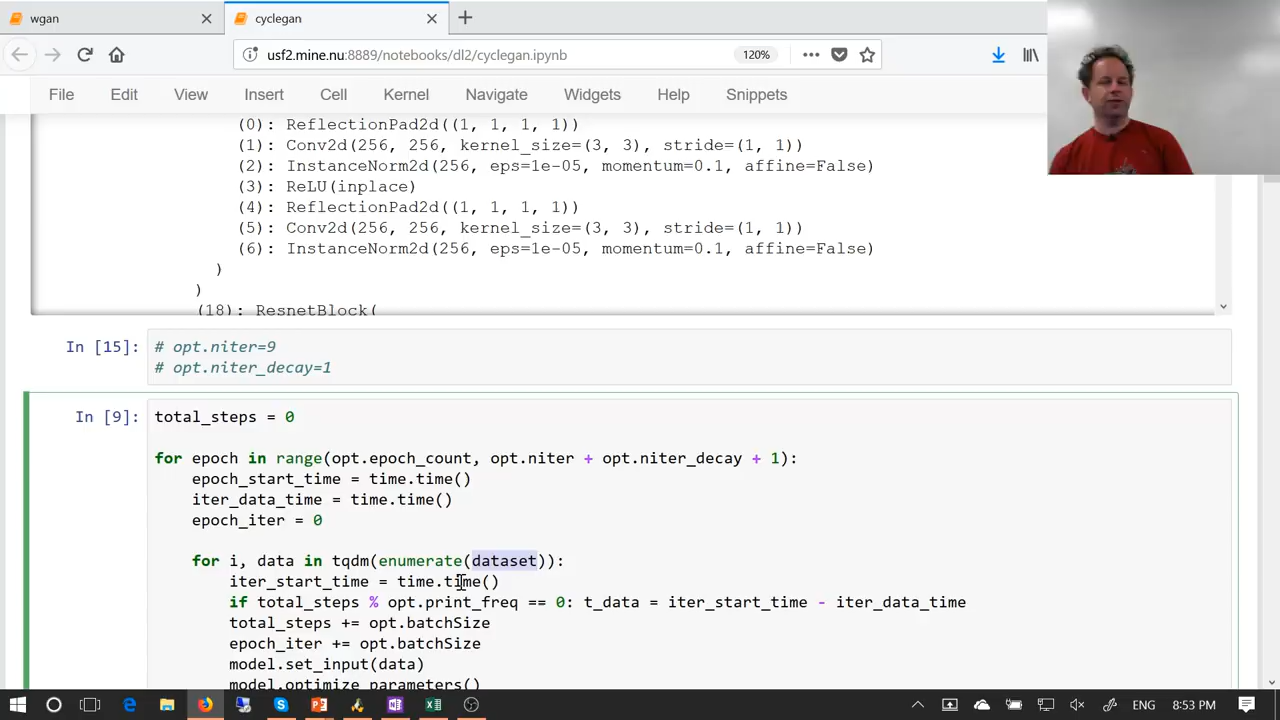 wgan
cyclegan
usf2.mine.nu:8889/notebooks/dl2/cyclegan.ipynb
120%
File Edit View Insert Cell Kernel Navigate Widgets Help Snippets
(0): ReflectionPad2d((1, 1, 1, 1))
(1): Conv2d(256, 256, kernel_size=(3, 3), stride=(1, 1))
(2): InstanceNorm2d(256, eps=1e-05, momentum=0.1, affine=False)
(3): ReLU(inplace)
(4): ReflectionPad2d((1, 1, 1, 1))
(5): Conv2d(256, 256, kernel_size=(3, 3), stride=(1, 1))
(6): InstanceNorm2d(256, eps=1e-05, momentum=0.1, affine=False)
)
)
(18): ResnetBlock(
In [15]: # opt.niter=9
# opt.niter_decay=1
In [9]: total_steps = 0
for epoch in range(opt.epoch_count, opt.niter + opt.niter_decay + 1):
epoch_start_time = time.time()
iter_data_time = time.time()
epoch_iter = 0
for i, data in tqdm(enumerate(dataset)):
iter_start_time = time.time()
if total_steps % opt.print_freq == 0: t_data = iter_start_time - iter_data_time
total_steps += opt.batchSize
epoch_iter += opt.batchSize
model.set_input(data)
model.optimize_parameters()
ENG 8:53 PM